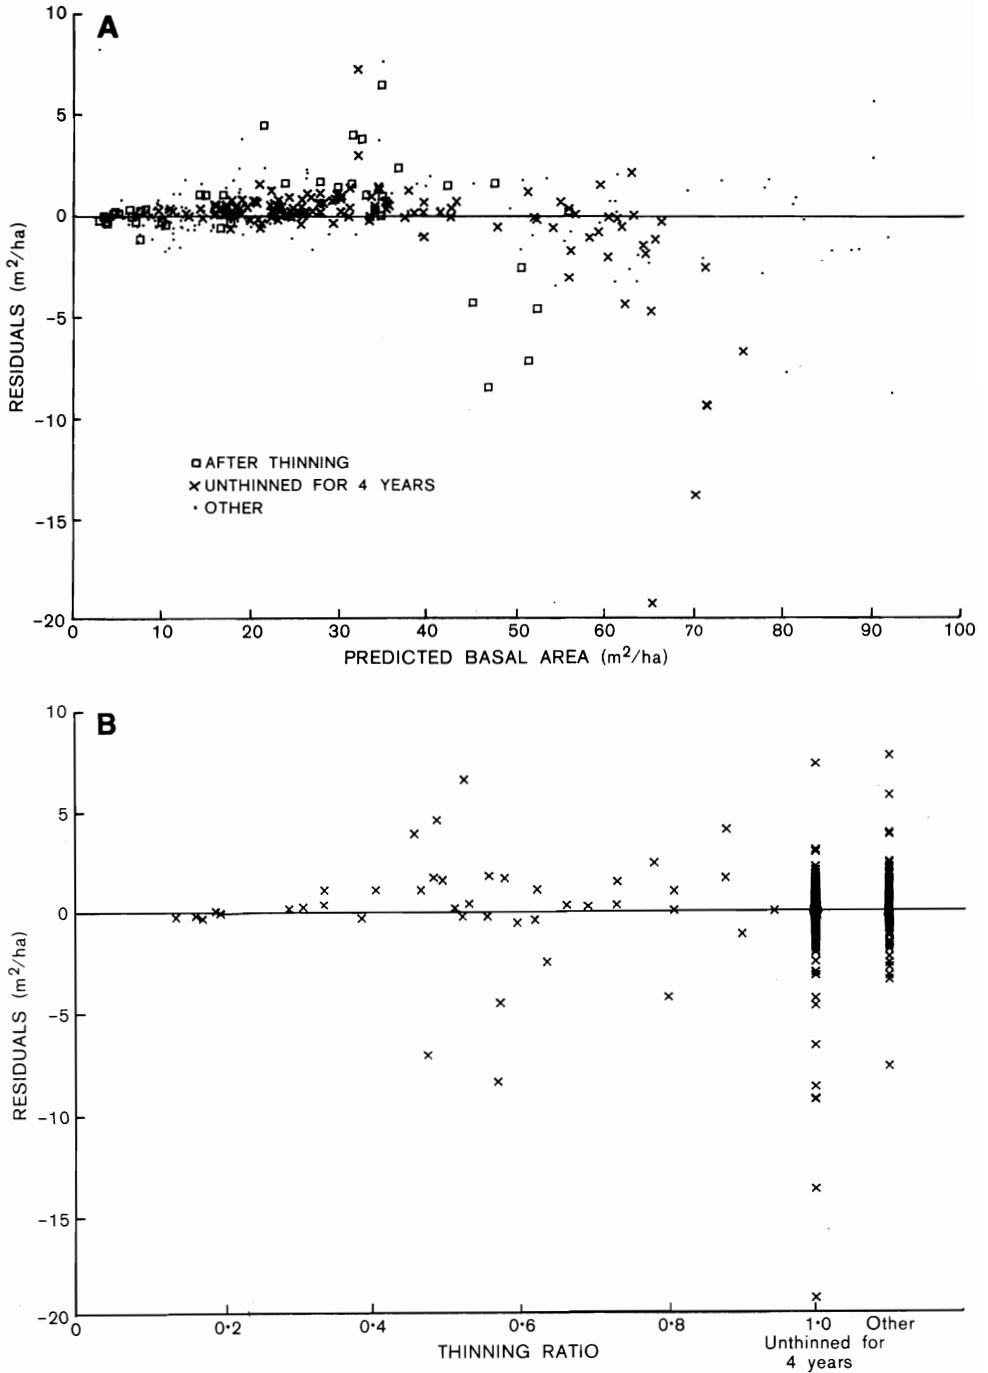 A
10
5
0
−5
−10
−15
−20
RESIDUALS (m²/ha)
AFTER THINNING
UNTHINNED FOR 4 YEARS
OTHER
0 10 20 30 40 50 60 70 80 90 100
PREDICTED BASAL AREA (m²/ha)
B
10
5
0
−5
−10
−15
−20
RESIDUALS (m²/ha)
0 0·2 0·4 0·6 0·8 1·0 Other
Unthinned for
4 years
THINNING RATIO